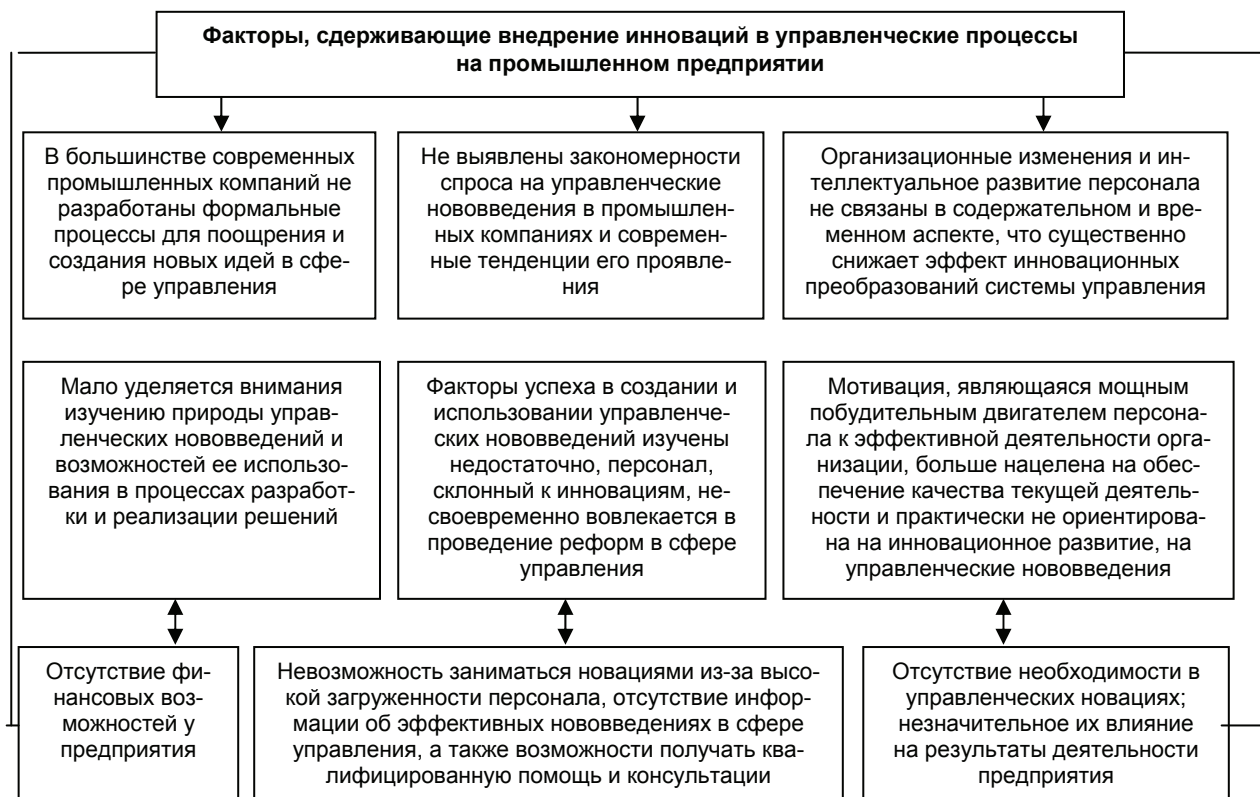 Факторы, сдерживающие внедрение инноваций в управленческие процессы
на промышленном предприятии
В большинстве современных
промышленных компаний не
разработаны формальные
процессы для поощрения и
создания новых идей в сфе-
ре управления
Не выявлены закономерности
спроса на управленческие
нововведения в промышлен-
ных компаниях и современ-
ные тенденции его проявле-
ния
Организационные изменения и ин-
теллектуальное развитие персонала
не связаны в содержательном и вре-
менном аспекте, что существенно
снижает эффект инновационных
преобразований системы управления
Мало уделяется внимания
изучению природы управ-
ленческих нововведений и
возможностей ее использо-
вания в процессах разработ-
ки и реализации решений
Факторы успеха в создании и
использовании управленче-
ских нововведений изучены
недостаточно, персонал,
склонный к инновациям, не-
своевременно вовлекается в
проведение реформ в сфере
управления
Мотивация, являющаяся мощным
побудительным двигателем персона-
ла к эффективной деятельности орга-
низации, больше нацелена на обес-
печение качества текущей деятель-
ности и практически не ориентирова-
на на инновационное развитие, на
управленческие нововведения
Отсутствие фи-
нансовых воз-
можностей у
предприятия
Невозможность заниматься новациями из-за высо-
кой загруженности персонала, отсутствие инфор-
мации об эффективных нововведениях в сфере
управления, а также возможности получать ква-
лифицированную помощь и консультации
Отсутствие необходимости в
управленческих новациях;
незначительное их влияние
на результаты деятельности
предприятия